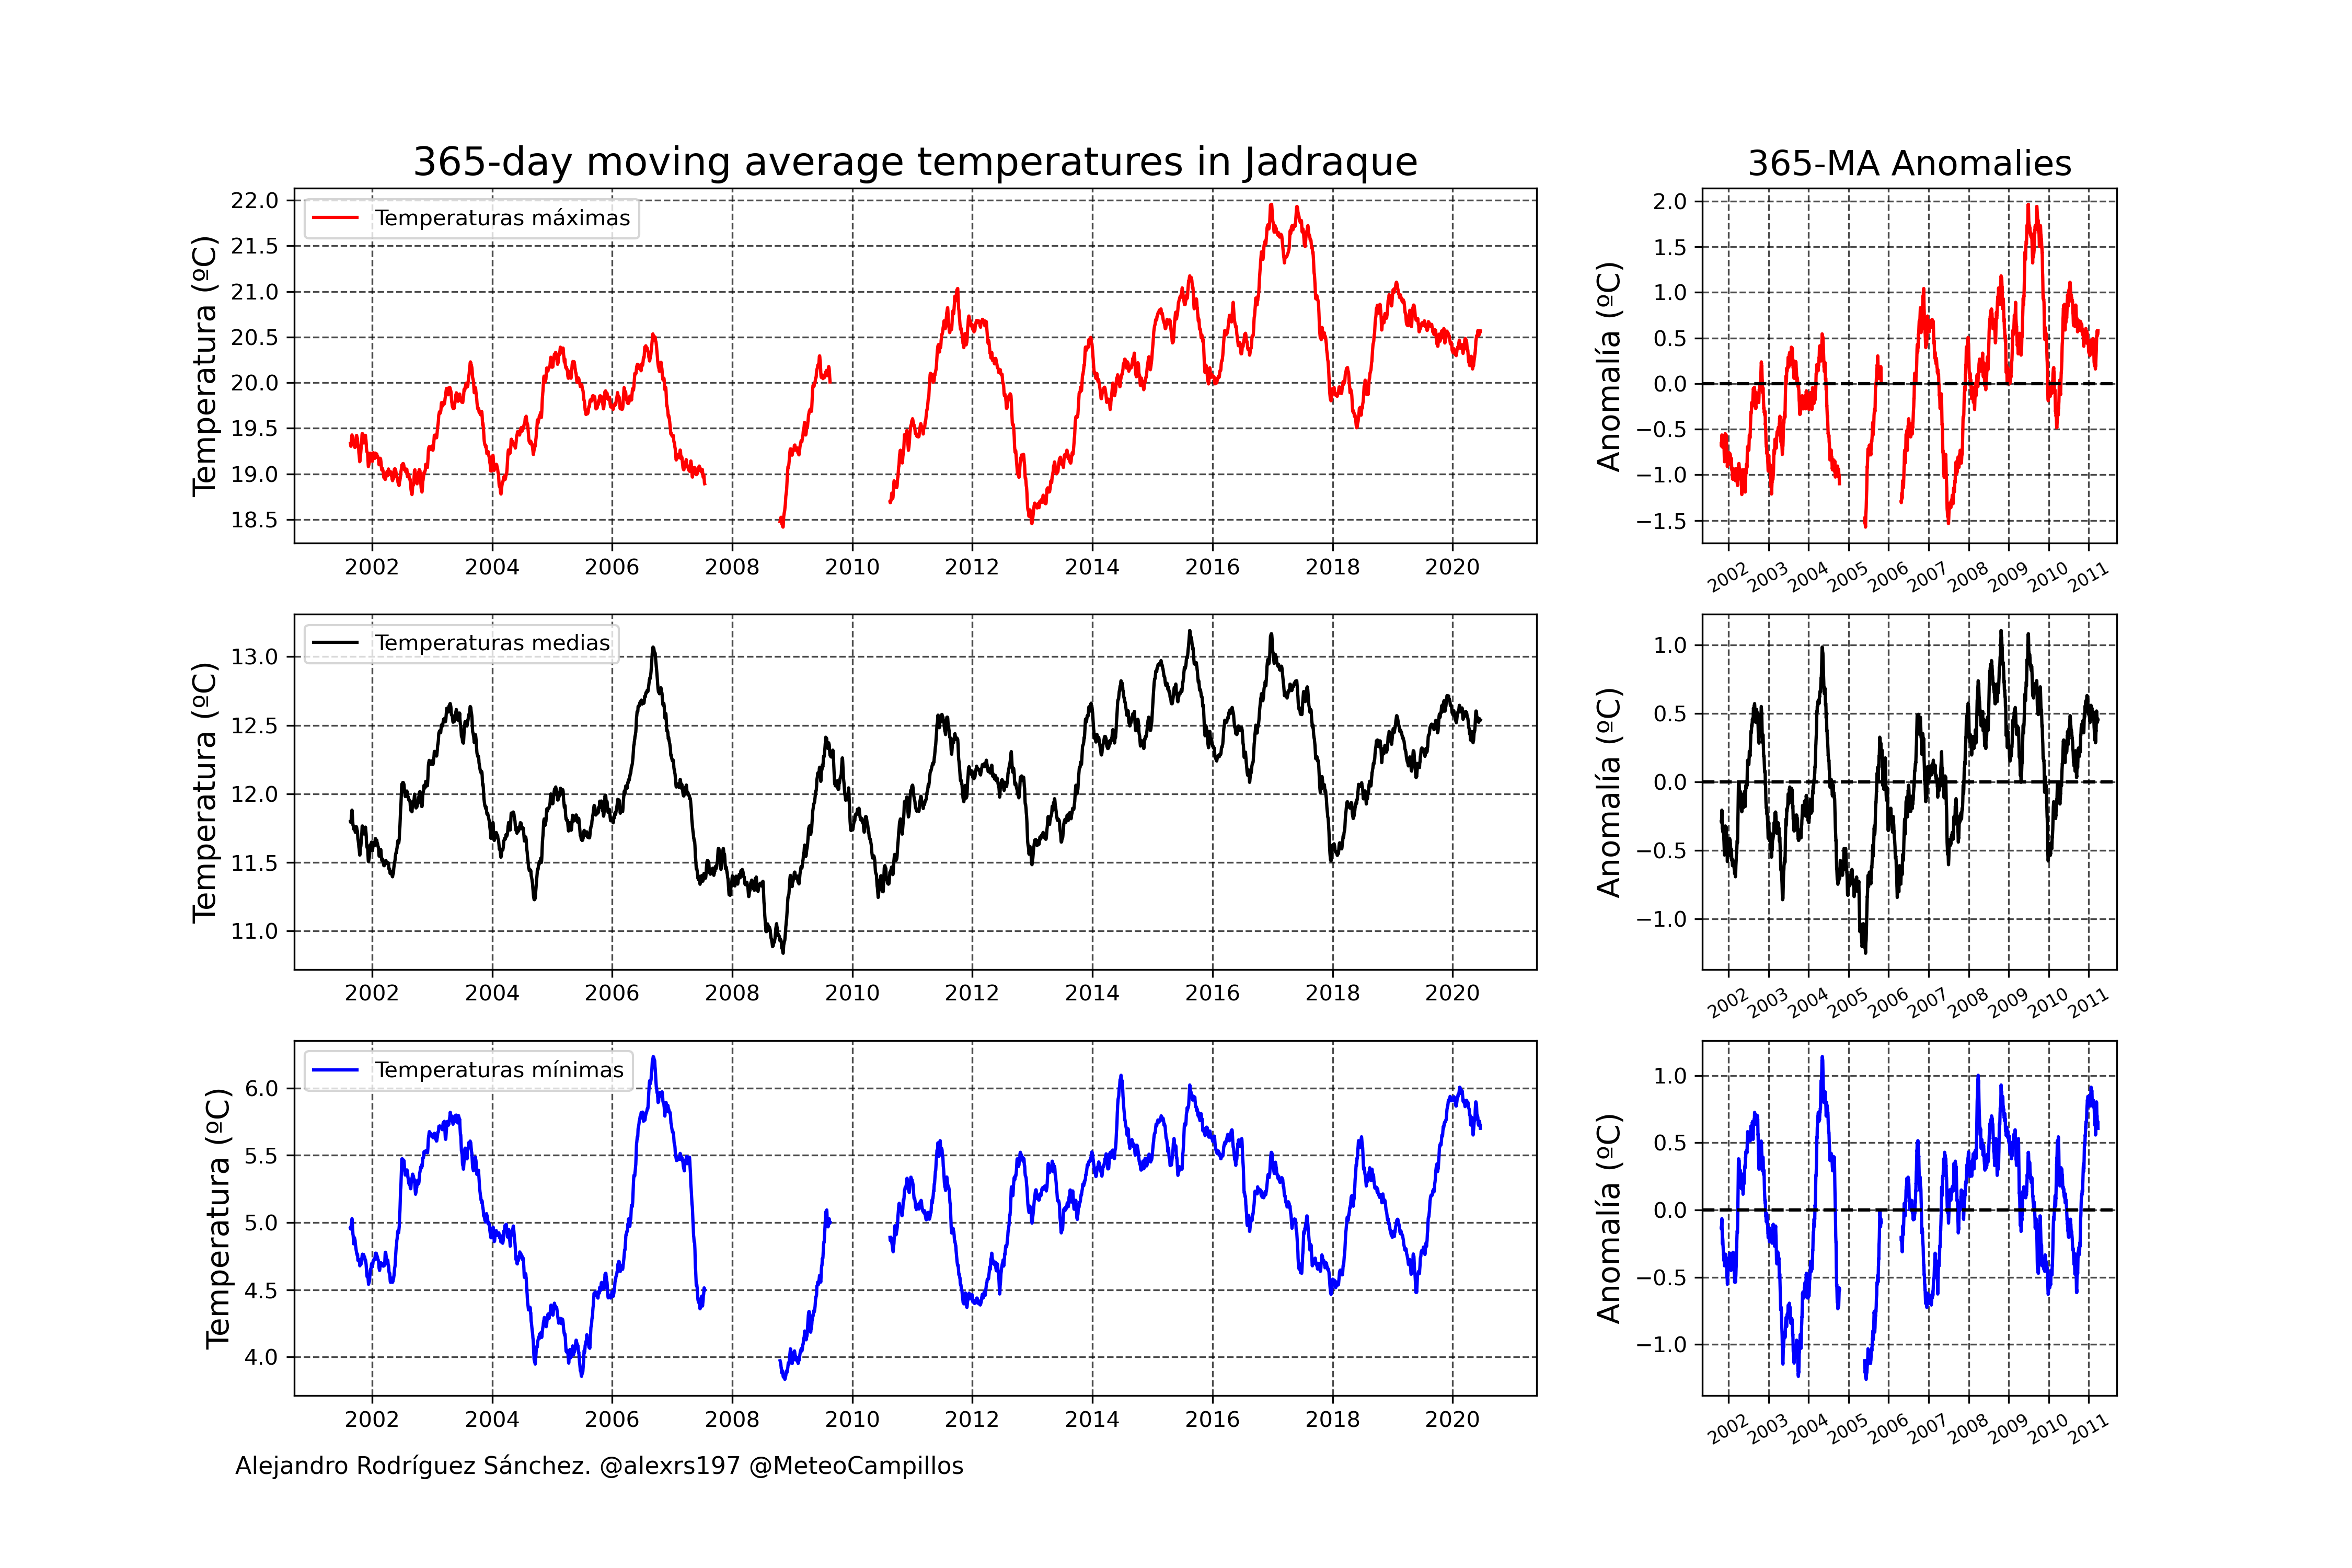 365-day moving average temperatures in Jadraque
Temperatura (ºC)
22.0
21.5
21.0
20.5
20.0
19.5
19.0
18.5
Temperaturas máximas
2002 2004 2006 2008 2010 2012 2014 2016 2018 2020
365-MA Anomalies
Anomalía (ºC)
2.0
1.5
1.0
0.5
0.0
−0.5
−1.0
−1.5
2002 2003 2004 2005 2006 2007 2008 2009 2010 2011
Temperatura (ºC)
13.0
12.5
12.0
11.5
11.0
Temperaturas medias
2002 2004 2006 2008 2010 2012 2014 2016 2018 2020
Anomalía (ºC)
1.0
0.5
0.0
−0.5
−1.0
2002 2003 2004 2005 2006 2007 2008 2009 2010 2011
Temperatura (ºC)
6.0
5.5
5.0
4.5
4.0
Temperaturas mínimas
2002 2004 2006 2008 2010 2012 2014 2016 2018 2020
Anomalía (ºC)
1.0
0.5
0.0
−0.5
−1.0
2002 2003 2004 2005 2006 2007 2008 2009 2010 2011
Alejandro Rodríguez Sánchez. @alexrs197 @MeteoCampillos